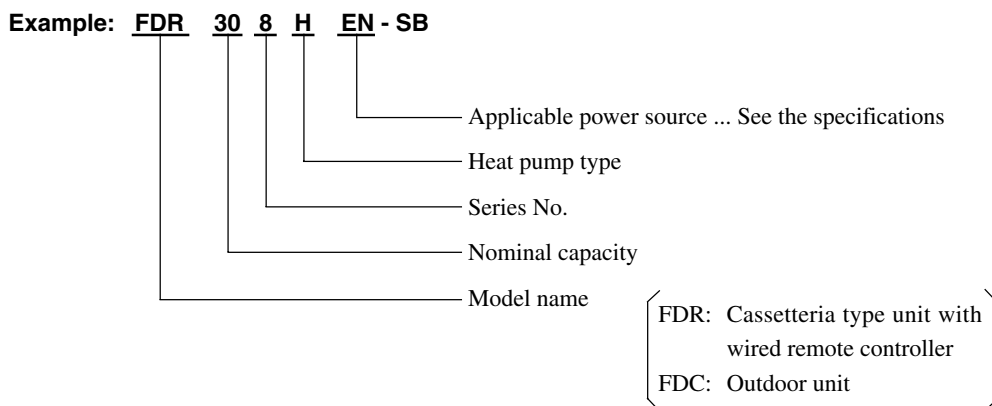 Example: FDR 30 8 H EN - SB
Applicable power source ... See the specifications
Heat pump type
Series No.
Nominal capacity
Model name
FDR: Cassetteria type unit with
wired remote controller
FDC: Outdoor unit